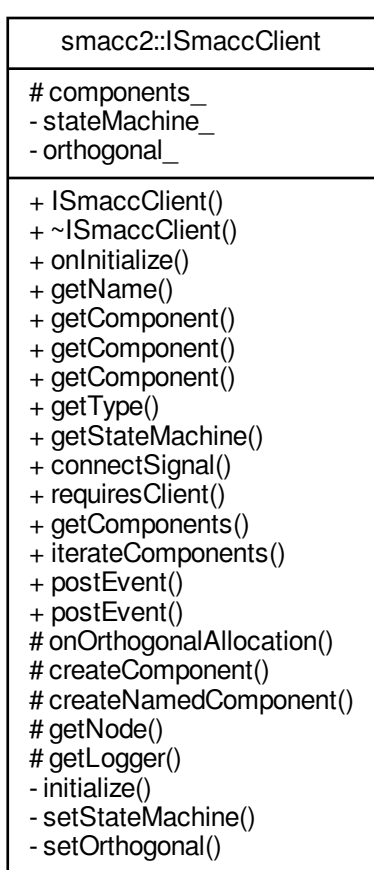 smacc2::ISmaccClient
# components_
- stateMachine_
- orthogonal_
+ ISmaccClient()
+ ~ISmaccClient()
+ onInitialize()
+ getName()
+ getComponent()
+ getComponent()
+ getComponent()
+ getType()
+ getStateMachine()
+ connectSignal()
+ requiresClient()
+ getComponents()
+ iterateComponents()
+ postEvent()
+ postEvent()
# onOrthogonalAllocation()
# createComponent()
# createNamedComponent()
# getNode()
# getLogger()
- initialize()
- setStateMachine()
- setOrthogonal()